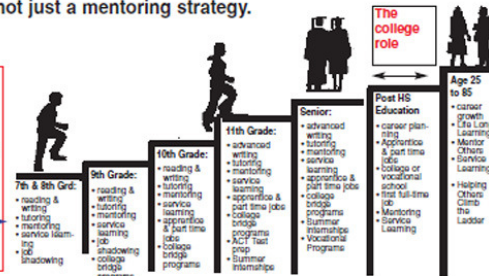 not just a mentoring strategy.
The
college
role
7th & 8th Grd:
• reading &
writing
• tutoring
• mentoring
• service learn-
ing
• job
shadowing
9th Grade:
• reading &
writing
• tutoring
• mentoring
• service
learning
• job
shadowing
• college
bridge
programs
10th Grade:
• reading &
writing
• tutoring
• mentoring
• service
learning
• apprentice
& part time
jobs
• college
bridge
programs
11th Grade:
• advanced
writing
• tutoring
• mentoring
• service
learning
• apprentice &
part time jobs
• college
bridge
programs
• ACT Test
prep
• Summer
Internships
Senior:
• advanced
writing
• tutoring
• mentoring
• service
learning
• apprentice &
part time jobs
• college
bridge
programs
• Summer
Internships
• Vocational
Programs
Post HS
Education
• career plan-
ning
• Apprentice
& part time
jobs
• college or
vocational
school
• first full-time
job
• Mentoring
• Service
Learning
Age 25
to 85
• career
growth
• Life Lon
Learning
• Mentor
Others
• Service
Learning
• Helping
Others
Climb
the
Ladder